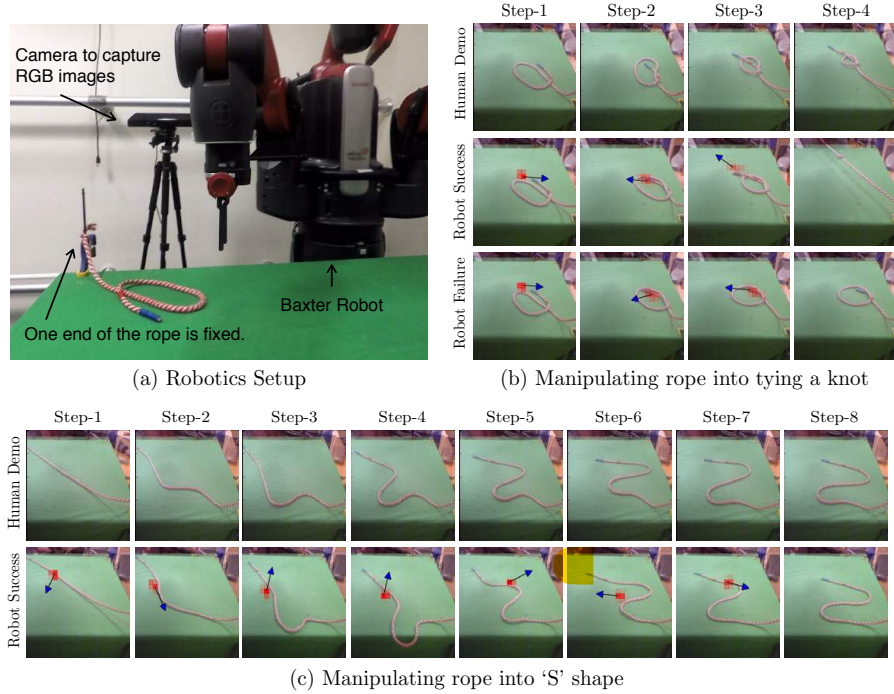 Camera to capture
RGB images
One end of the rope is fixed.
Baxter Robot
(a) Robotics Setup
Step-1 Step-2 Step-3 Step-4
Human Demo
Robot Success
Robot Failure
(b) Manipulating rope into tying a knot
Step-1 Step-2 Step-3 Step-4 Step-5 Step-6 Step-7 Step-8
Human Demo
Robot Success
(c) Manipulating rope into ‘S’ shape